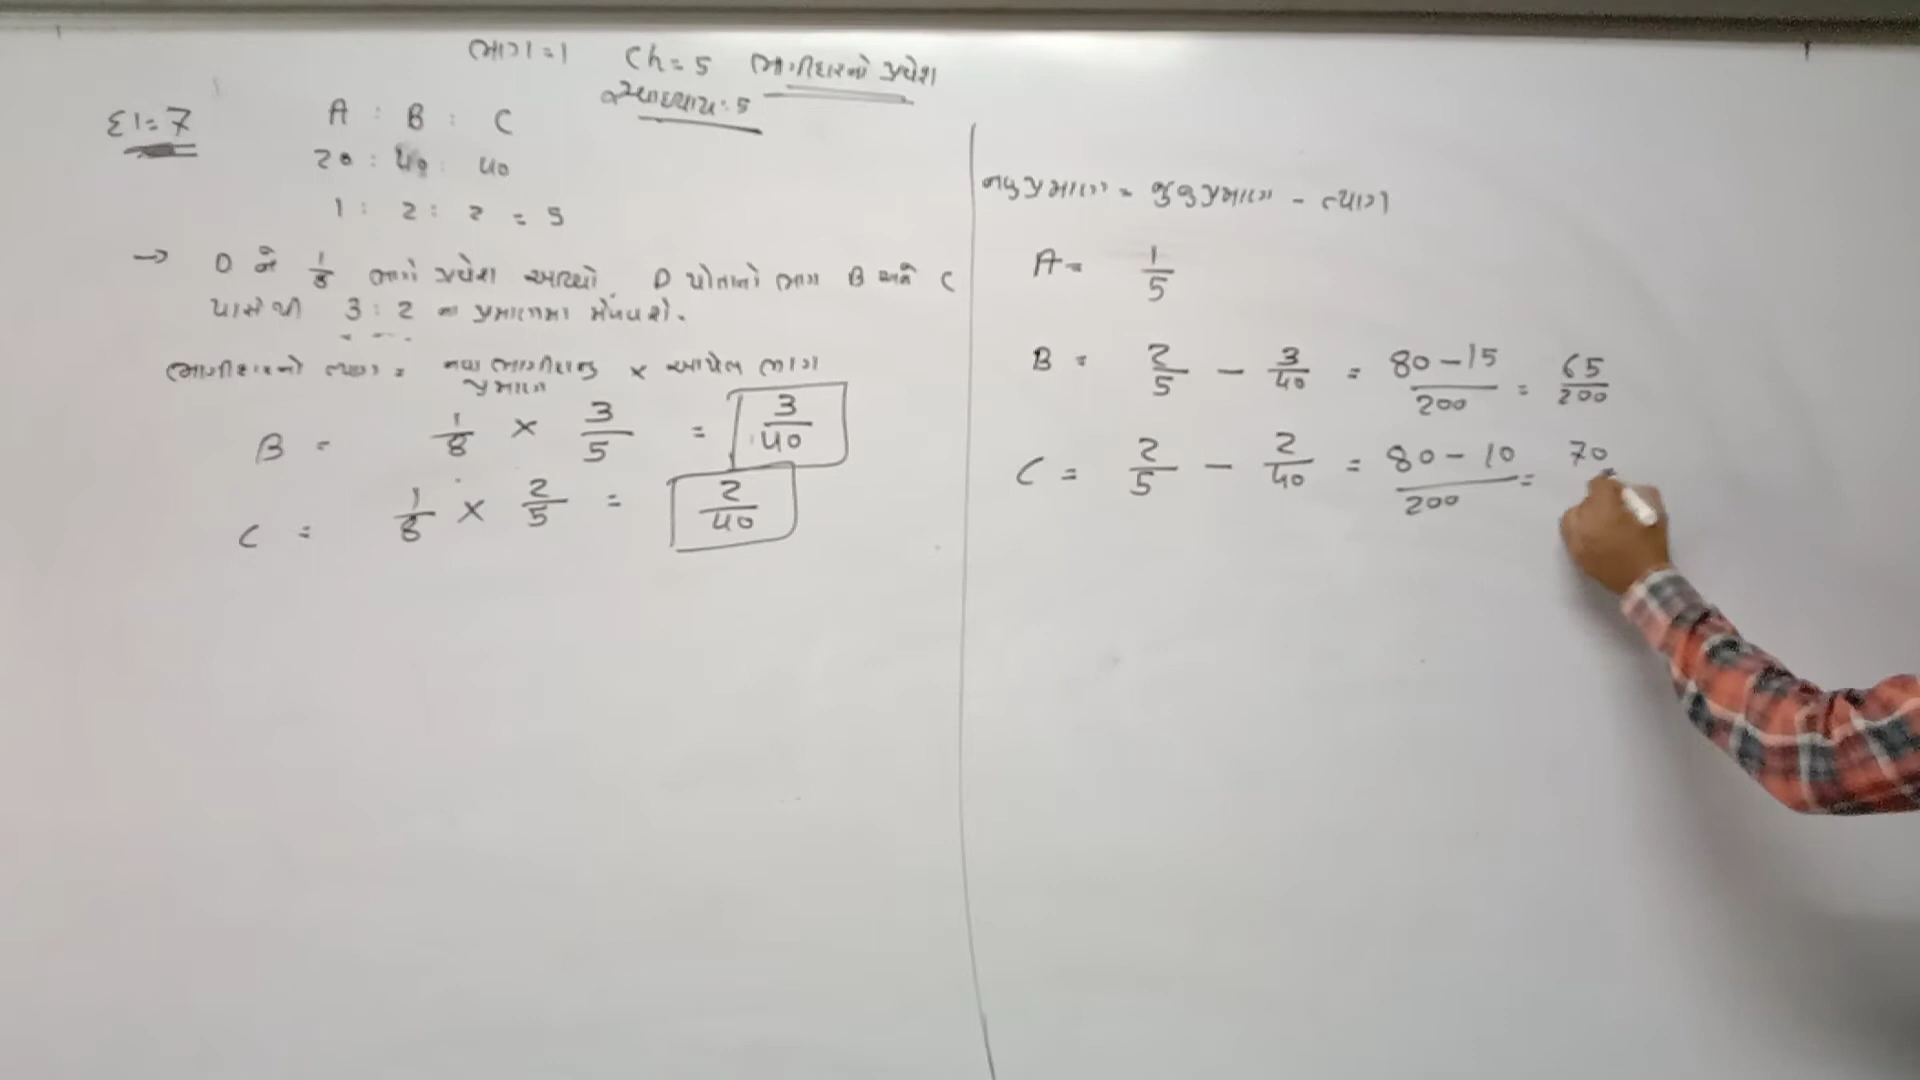 ભાગ=1 Ch=5 ભાગીદારનો પ્રવેશ
સ્વાધ્યાય:5
દા=7
A : B : C
20 : 40 : 40
1 : 2 : 2 = 5
→ D ને 1/8 ભાગે પ્રવેશ આપ્યો. D પોતાનો ભાગ B અને C
પાસેથી 3:2 ના પ્રમાણમાં મેળવશે.
ભાગીદારનો ત્યાગ = નવા ભાગીદારનું પ્રમાણ × આપેલ ભાગ
B = 1/8 × 3/5 = 3/40
C = 1/8 × 2/5 = 2/40
નવુ પ્રમાણ = જુનુ પ્રમાણ - ત્યાગ
A = 1/5
B = 2/5 - 3/40 = 80-15/200 = 65/200
C = 2/5 - 2/40 = 80-10/200 = 70